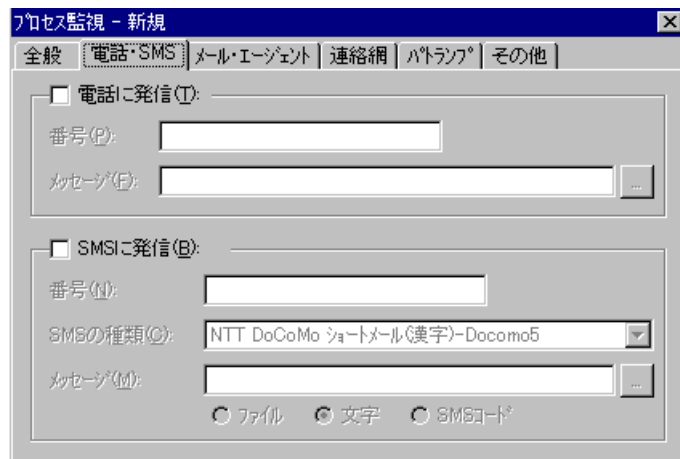 ﾌﾟﾛｾｽ監視 - 新規
全般 電話･SMS ﾒｰﾙ･ｴｰｼﾞｪﾝﾄ 連絡網 ﾊﾟﾄﾗﾝﾌﾟ その他
電話に発信(T):
番号(P):
ﾒｯｾｰｼﾞ(F): ...
SMSに発信(B):
番号(N):
SMSの種類(C): NTT DoCoMo ｼｮｰﾄﾒｰﾙ(漢字)-Docomo5
ﾒｯｾｰｼﾞ(M): ...
ﾌｧｲﾙ 文字 SMSｺｰﾄﾞ